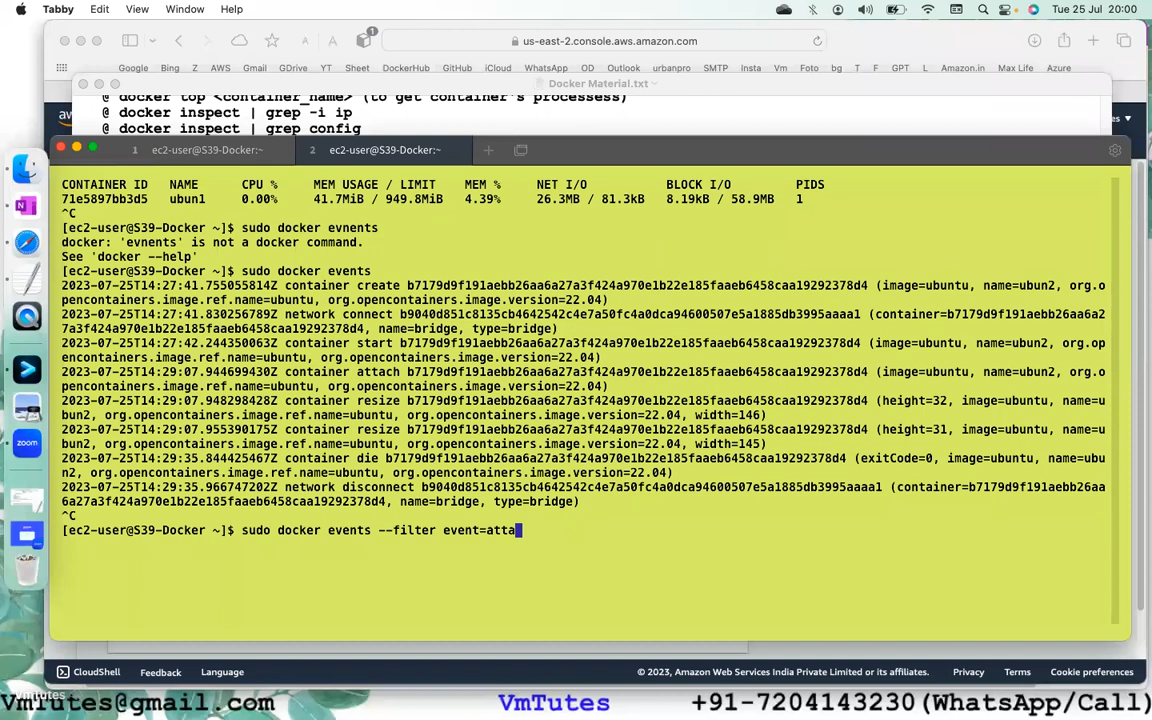 Tabby Edit View Window Help Tue 25 Jul 20:00
us-east-2.console.aws.amazon.com
Google Bing Z AWS Gmail GDrive YT Sheet DockerHub GitHub iCloud WhatsApp OD Outlook urbanpro SMTP Insta Vm Foto bg T F GPT L Amazon.in Max Life Azure
Docker Material.txt
@ docker top <container_name> (to get container's processess)
@ docker inspect | grep -i ip
@ docker inspect | grep config
1 ec2-user@S39-Docker:~ 2 ec2-user@S39-Docker:~
CONTAINER ID NAME CPU % MEM USAGE / LIMIT MEM % NET I/O BLOCK I/O PIDS
71e5897bb3d5 ubun1 0.00% 41.7MiB / 949.8MiB 4.39% 26.3MB / 81.3kB 8.19kB / 58.9MB 1
^C
[ec2-user@S39-Docker ~]$ sudo docker evnents
docker: 'evnents' is not a docker command.
See 'docker --help'
[ec2-user@S39-Docker ~]$ sudo docker events
2023-07-25T14:27:41.755055814Z container create b7179d9f191aebb26aa6a27a3f424a970e1b22e185faaeb6458caa19292378d4 (image=ubuntu, name=ubun2, org.o
pencontainers.image.ref.name=ubuntu, org.opencontainers.image.version=22.04)
2023-07-25T14:27:41.830256789Z network connect b9040d851c8135cb4642542c4e7a50fc4a0dca94600507e5a1885db3995aaaa1 (container=b7179d9f191aebb26aa6a2
7a3f424a970e1b22e185faaeb6458caa19292378d4, name=bridge, type=bridge)
2023-07-25T14:27:42.244350063Z container start b7179d9f191aebb26aa6a27a3f424a970e1b22e185faaeb6458caa19292378d4 (image=ubuntu, name=ubun2, org.op
encontainers.image.ref.name=ubuntu, org.opencontainers.image.version=22.04)
2023-07-25T14:29:07.944699430Z container attach b7179d9f191aebb26aa6a27a3f424a970e1b22e185faaeb6458caa19292378d4 (image=ubuntu, name=ubun2, org.o
pencontainers.image.ref.name=ubuntu, org.opencontainers.image.version=22.04)
2023-07-25T14:29:07.948298428Z container resize b7179d9f191aebb26aa6a27a3f424a970e1b22e185faaeb6458caa19292378d4 (height=32, image=ubuntu, name=u
bun2, org.opencontainers.image.ref.name=ubuntu, org.opencontainers.image.version=22.04, width=146)
2023-07-25T14:29:07.955390175Z container resize b7179d9f191aebb26aa6a27a3f424a970e1b22e185faaeb6458caa19292378d4 (height=31, image=ubuntu, name=u
bun2, org.opencontainers.image.ref.name=ubuntu, org.opencontainers.image.version=22.04, width=145)
2023-07-25T14:29:35.844425467Z container die b7179d9f191aebb26aa6a27a3f424a970e1b22e185faaeb6458caa19292378d4 (exitCode=0, image=ubuntu, name=ubu
n2, org.opencontainers.image.ref.name=ubuntu, org.opencontainers.image.version=22.04)
2023-07-25T14:29:35.966747202Z network disconnect b9040d851c8135cb4642542c4e7a50fc4a0dca94600507e5a1885db3995aaaa1 (container=b7179d9f191aebb26aa
6a27a3f424a970e1b22e185faaeb6458caa19292378d4, name=bridge, type=bridge)
^C
[ec2-user@S39-Docker ~]$ sudo docker events --filter event=atta
zoom
CloudShell Feedback Language © 2023, Amazon Web Services India Private Limited or its affiliates. Privacy Terms Cookie preferences
VmTutes
VmTutes@gmail.com VmTutes +91-7204143230(WhatsApp/Call)